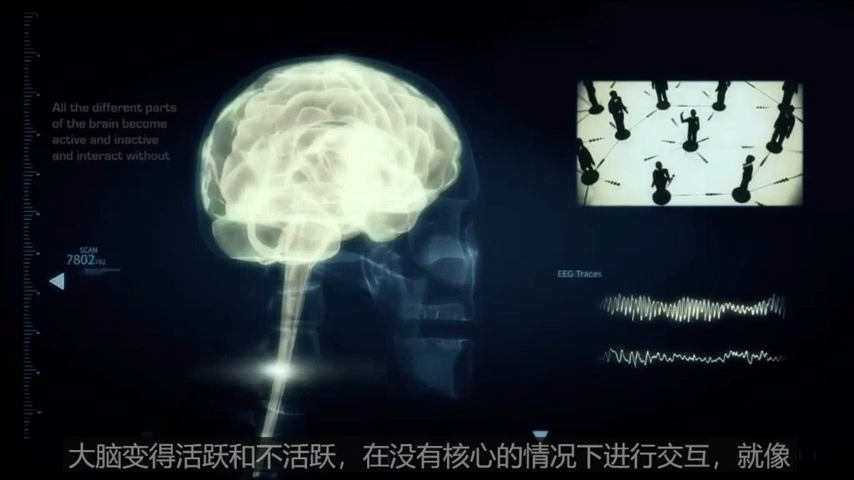 All the different parts
of the brain become
active and inactive
and interact without
SCAN
7802 Hz
EEG Traces
大脑变得活跃和不活跃，在没有核心的情况下进行交互，就像